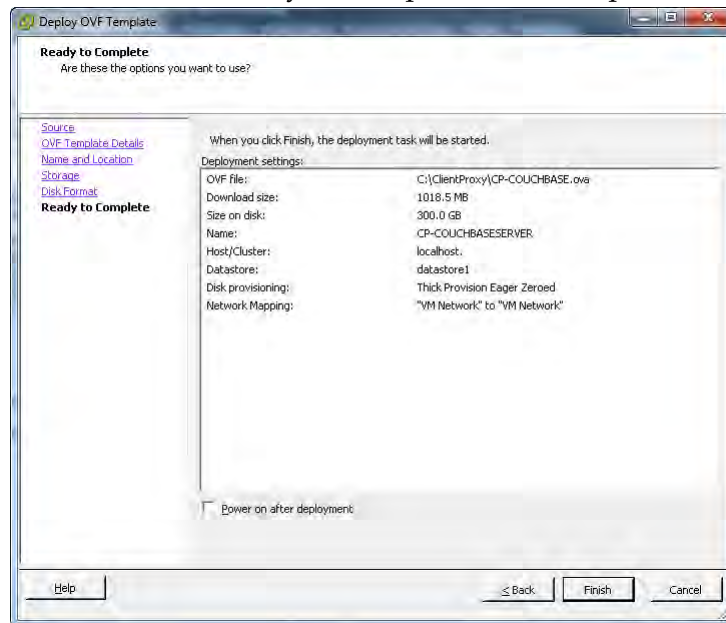 Deploy OVF Template
Ready to Complete
Are these the options you want to use?
Source
OVF Template Details
Name and Location
Storage
Disk Format
Ready to Complete
When you click Finish, the deployment task will be started.
Deployment settings:
OVF file: C:\ClientProxy\CP-COUCHBASE.ova
Download size: 1018.5 MB
Size on disk: 300.0 GB
Name: CP-COUCHBASESERVER
Host/Cluster: localhost.
Datastore: datastore1
Disk provisioning: Thick Provision Eager Zeroed
Network Mapping: "VM Network" to "VM Network"
Power on after deployment
Help
≤ Back
Finish
Cancel